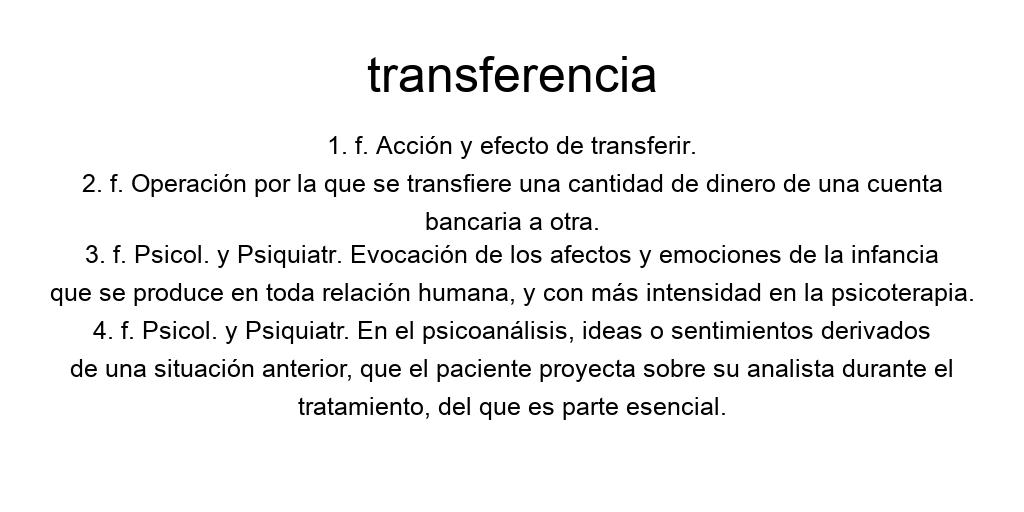 transferencia
1. f. Acción y efecto de transferir.
2. f. Operación por la que se transfiere una cantidad de dinero de una cuenta
bancaria a otra.
3. f. Psicol. y Psiquiatr. Evocación de los afectos y emociones de la infancia
que se produce en toda relación humana, y con más intensidad en la psicoterapia.
4. f. Psicol. y Psiquiatr. En el psicoanálisis, ideas o sentimientos derivados
de una situación anterior, que el paciente proyecta sobre su analista durante el
tratamiento, del que es parte esencial.